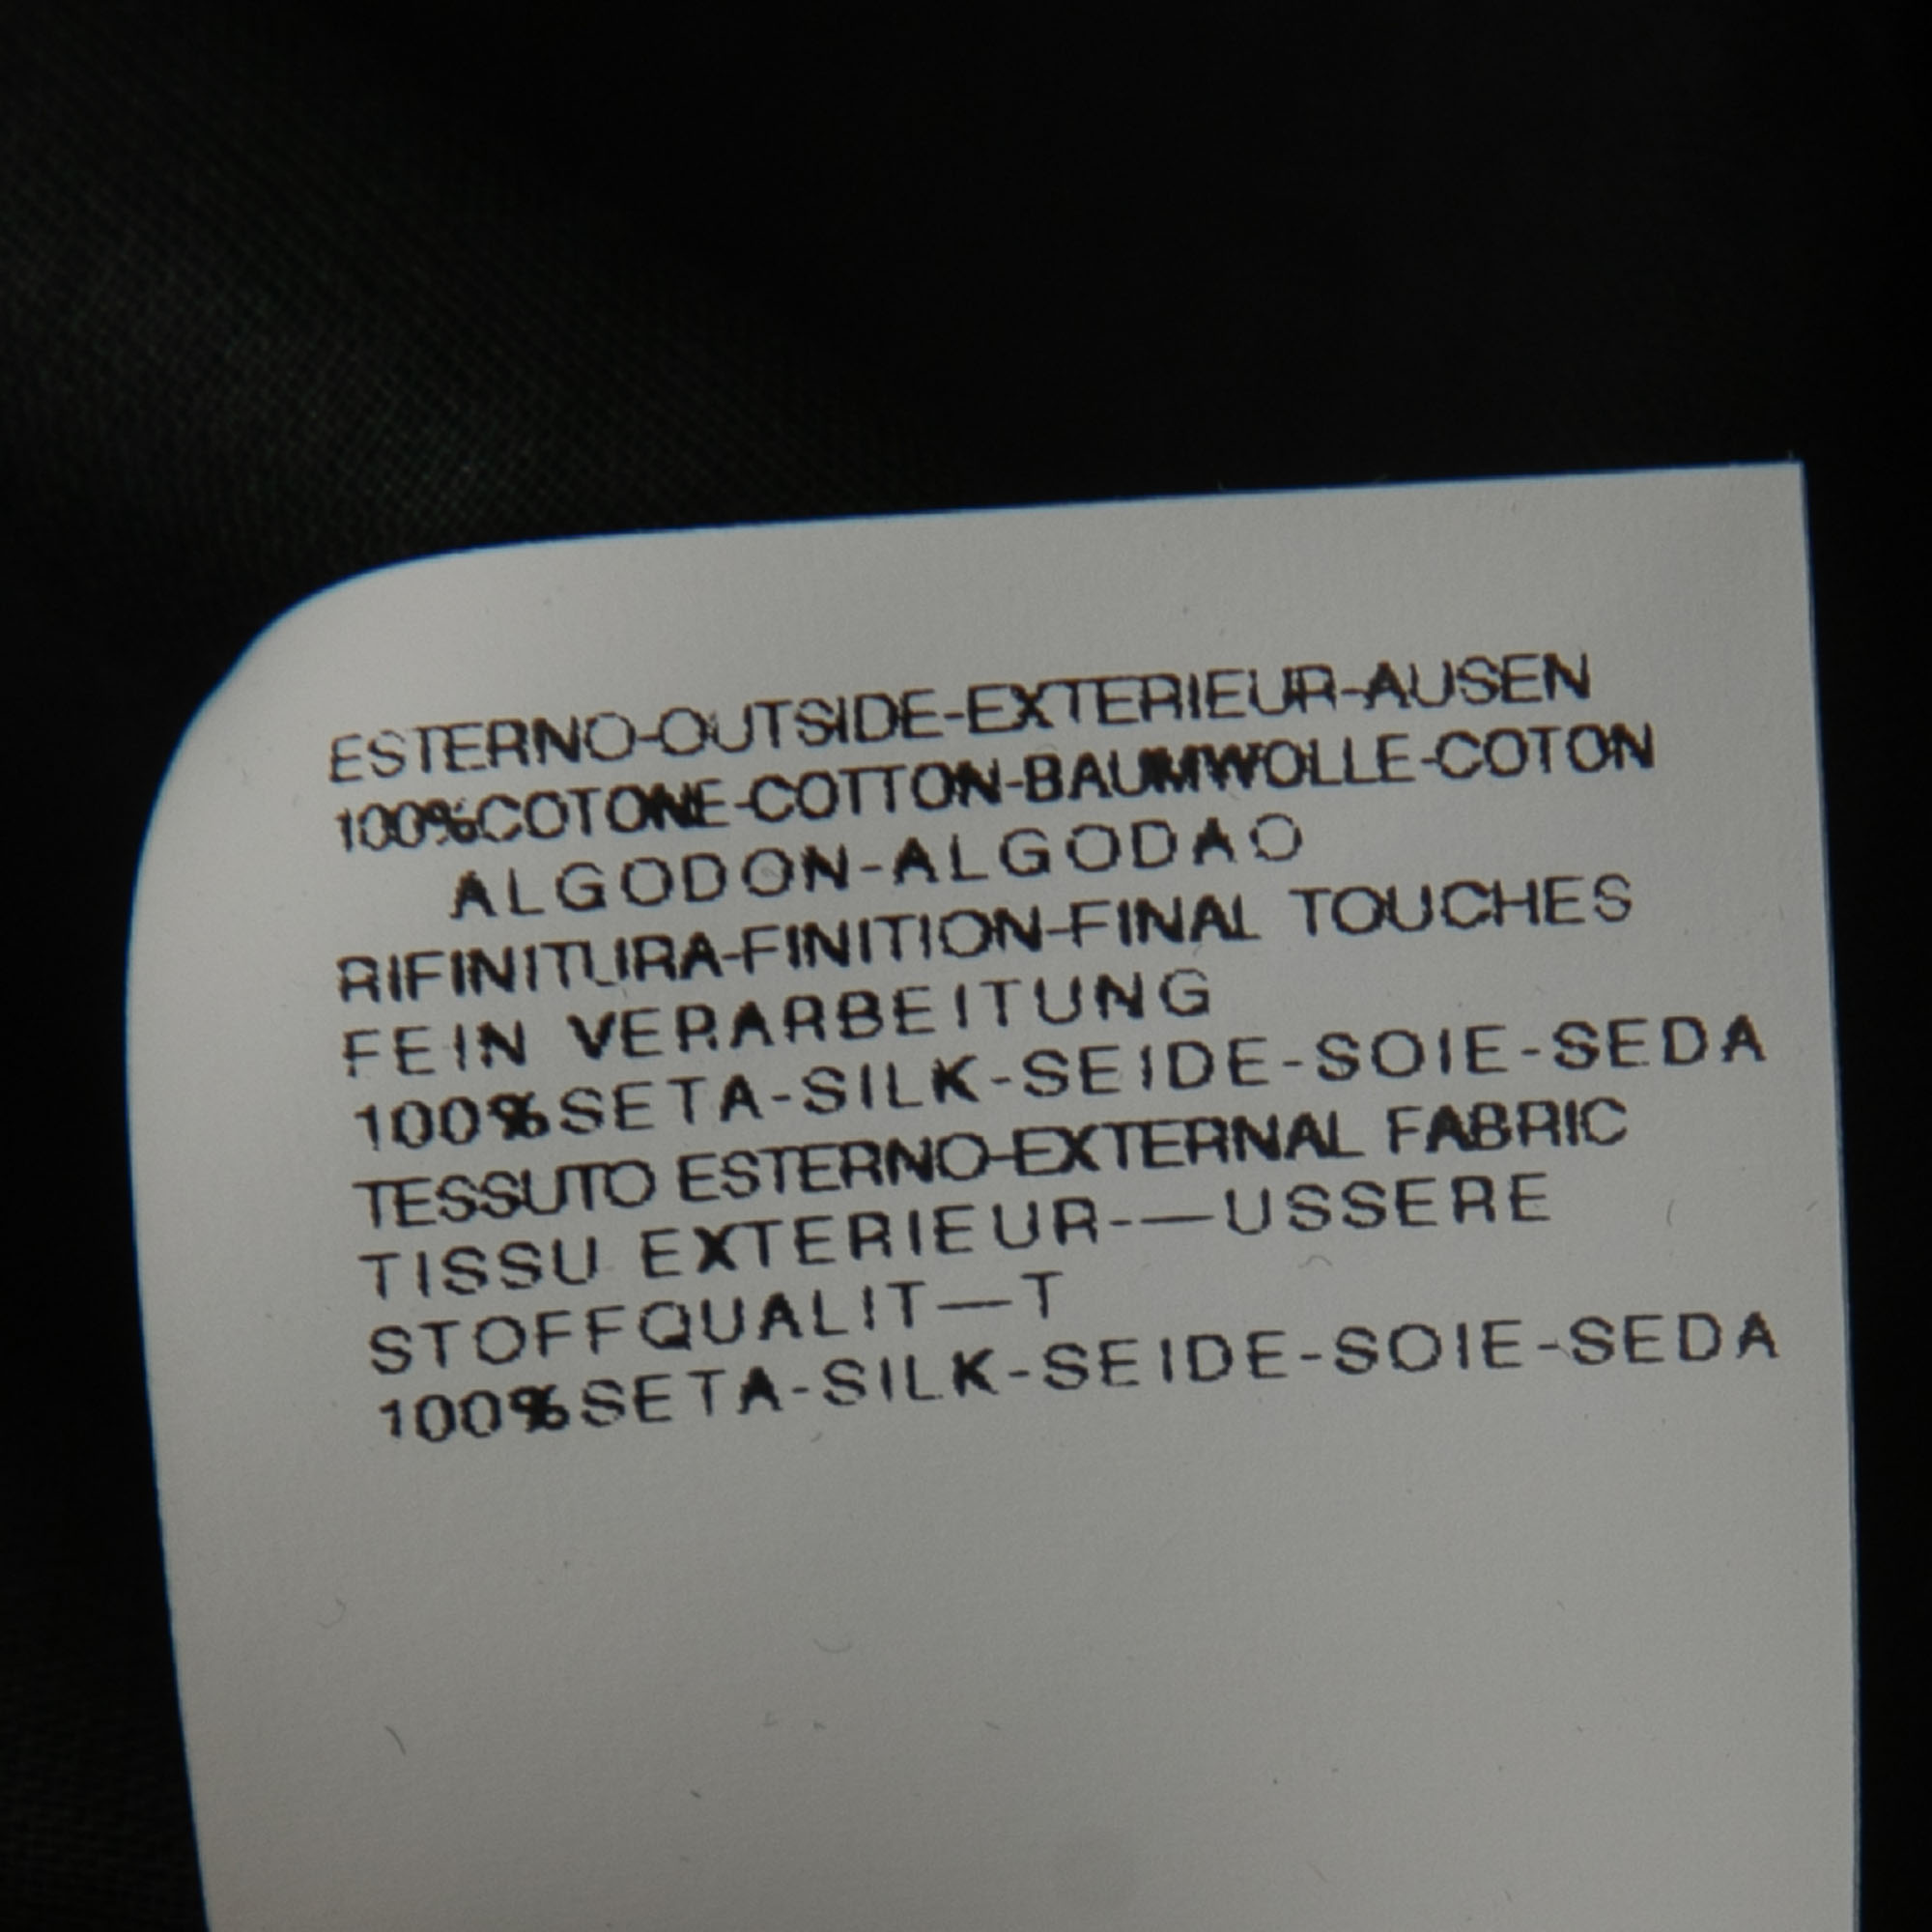 ESTERNO-OUTSIDE-EXTERIEUR-AUSEN
100%COTONE-COTTON-BAUMWOLLE-COTON
ALGODON-ALGODAO
RIFINITURA-FINITION-FINAL TOUCHES
FEIN VERARBEITUNG
100%SETA-SILK-SEIDE-SOIE-SEDA
TESSUTO ESTERNO-EXTERNAL FABRIC
TISSU EXTERIEUR-—USSERE
STOFFQUALIT—T
100%SETA-SILK-SEIDE-SOIE-SEDA